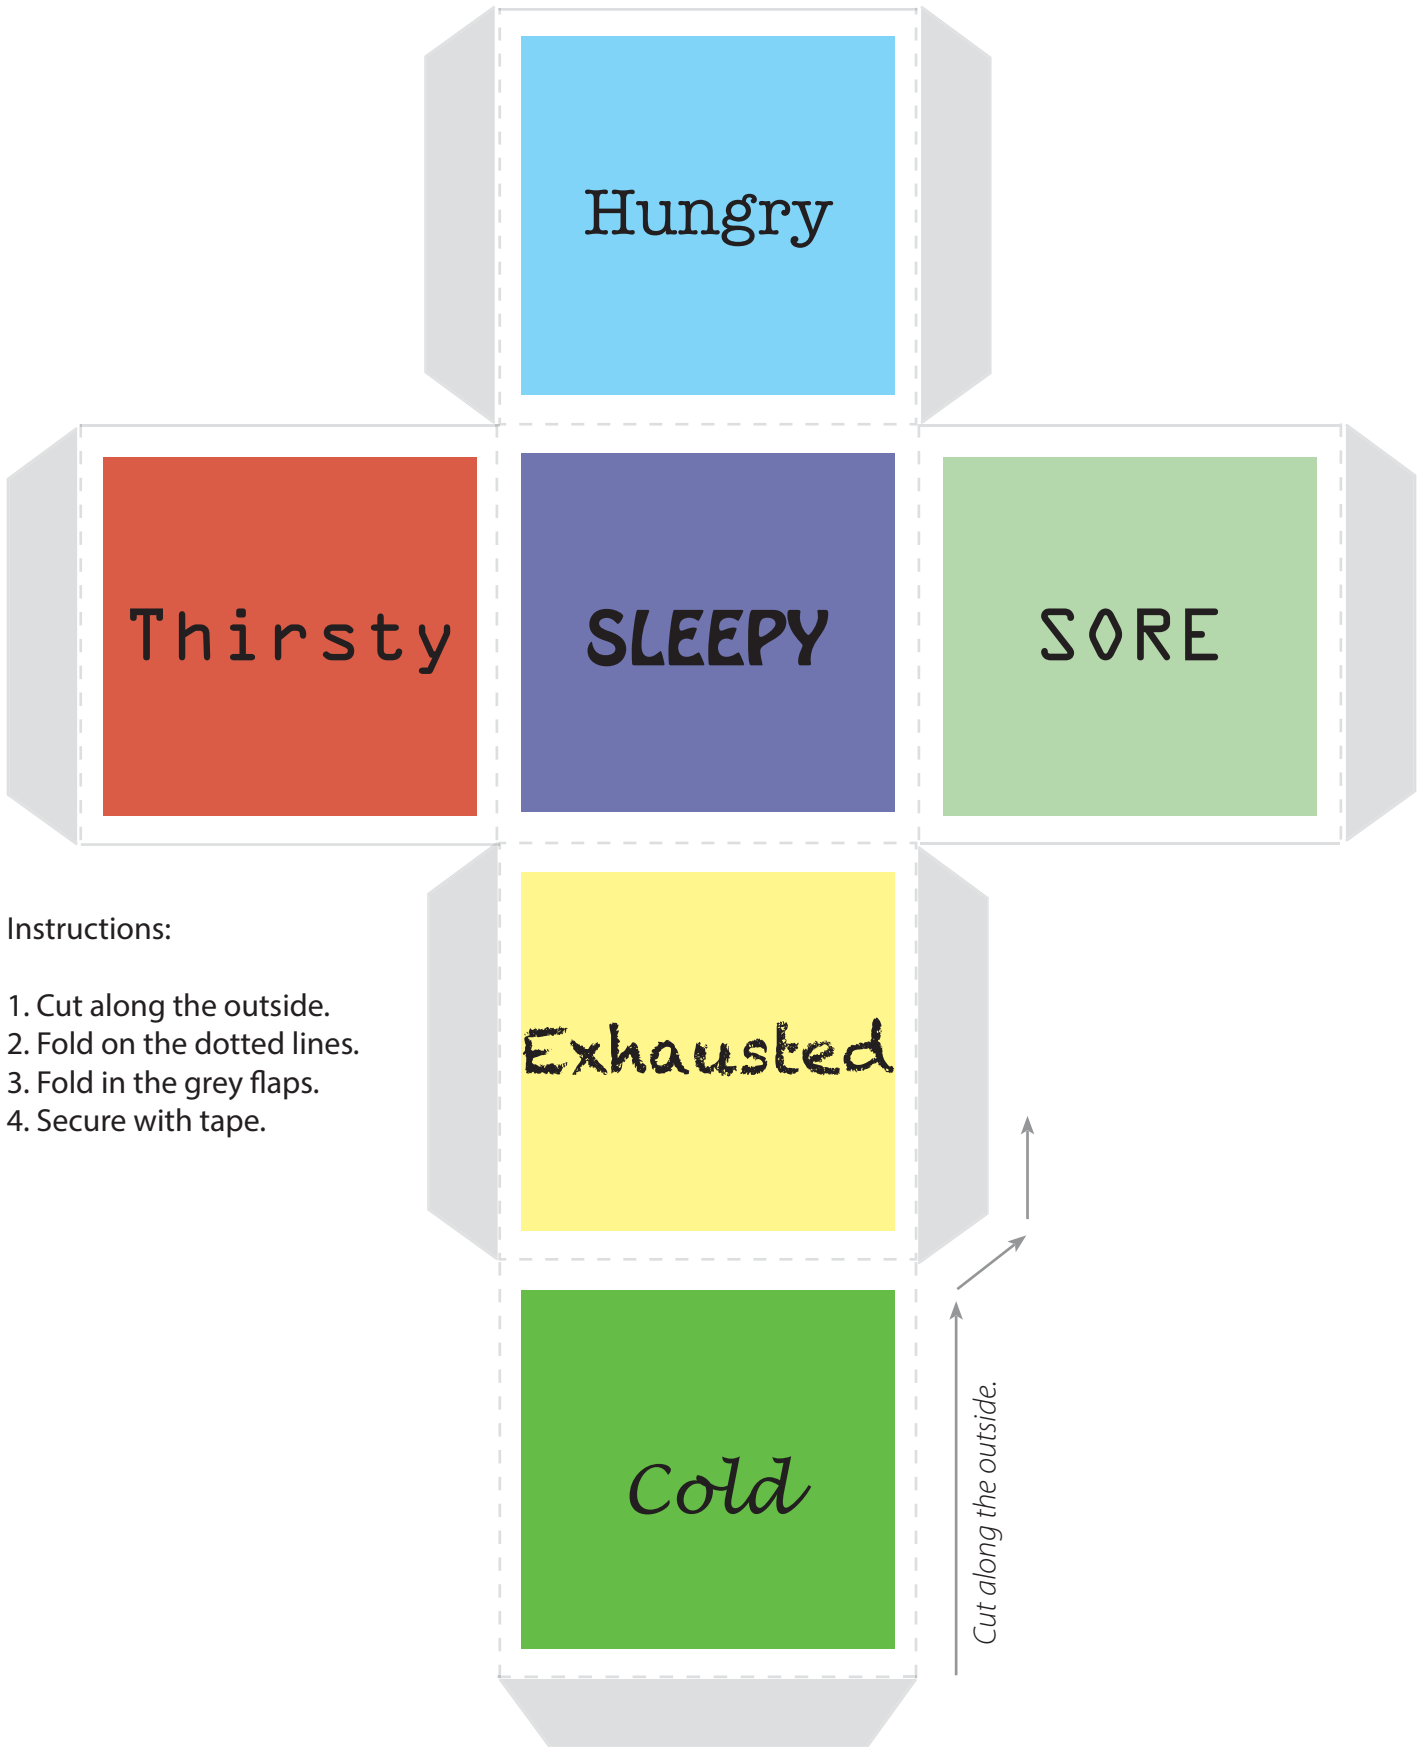 Hungry
Thirsty
SLEEPY
SORE
Instructions:
1. Cut along the outside.
2. Fold on the dotted lines.
3. Fold in the grey flaps.
4. Secure with tape.
Exhausted
Cold
Cut along the outside.